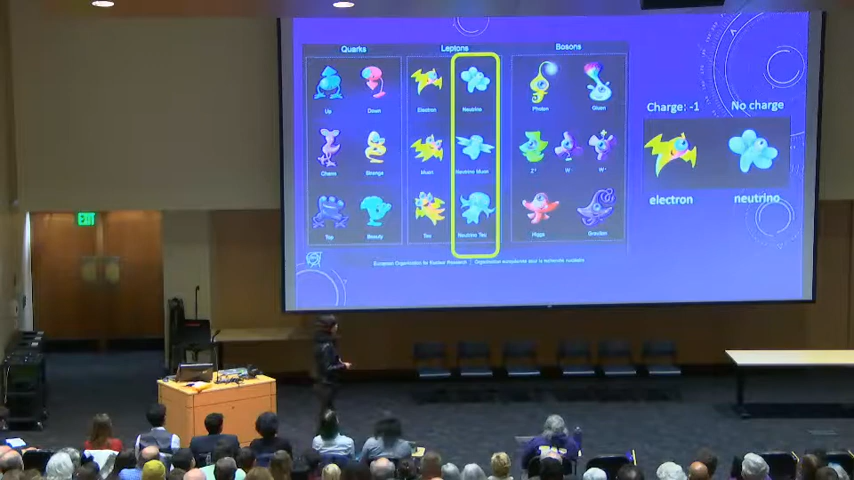 Quarks Leptons Bosons
Up Down Electron Neutrino Photon Gluon
Charge: -1 No charge
Charm Strange Muon Neutrino Muon Z° W⁻ W⁺
electron neutrino
Top Beauty Tau Neutrino Tau Higgs Graviton
European Organization for Nuclear Research | Organisation européenne pour la recherche nucléaire
EXIT